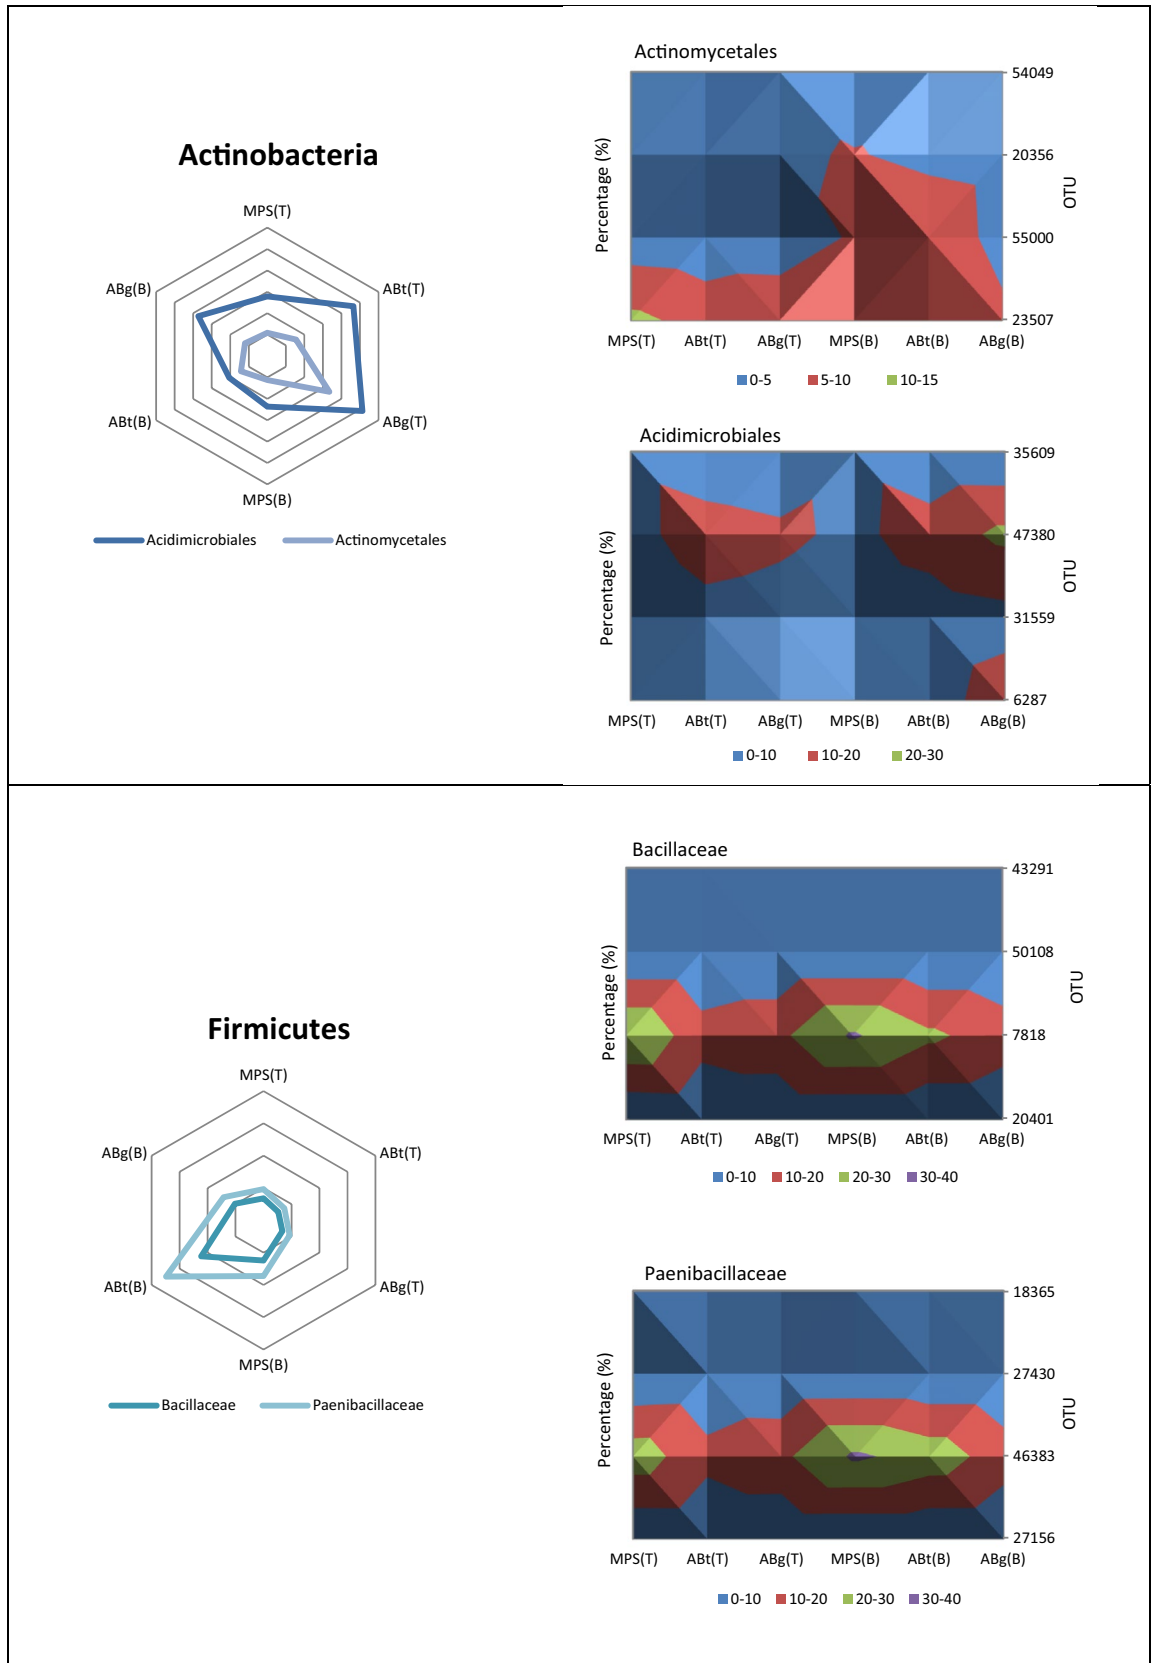 Actinobacteria
MPS(T)
ABg(B)
ABt(T)
ABt(B)
ABg(T)
MPS(B)
Acidimicrobiales
Actinomycetales
Actinomycetales
Percentage (%)
54049
20356
55000
23507
OTU
MPS(T) ABt(T) ABg(T) MPS(B) ABt(B) ABg(B)
0-5 5-10 10-15
Acidimicrobiales
Percentage (%)
35609
47380
31559
6287
OTU
MPS(T) ABt(T) ABg(T) MPS(B) ABt(B) ABg(B)
0-10 10-20 20-30
Firmicutes
MPS(T)
ABg(B)
ABt(T)
ABt(B)
ABg(T)
MPS(B)
Bacillaceae
Paenibacillaceae
Bacillaceae
Percentage (%)
43291
50108
7818
20401
OTU
MPS(T) ABt(T) ABg(T) MPS(B) ABt(B) ABg(B)
0-10 10-20 20-30 30-40
Paenibacillaceae
Percentage (%)
18365
27430
46383
27156
OTU
MPS(T) ABt(T) ABg(T) MPS(B) ABt(B) ABg(B)
0-10 10-20 20-30 30-40